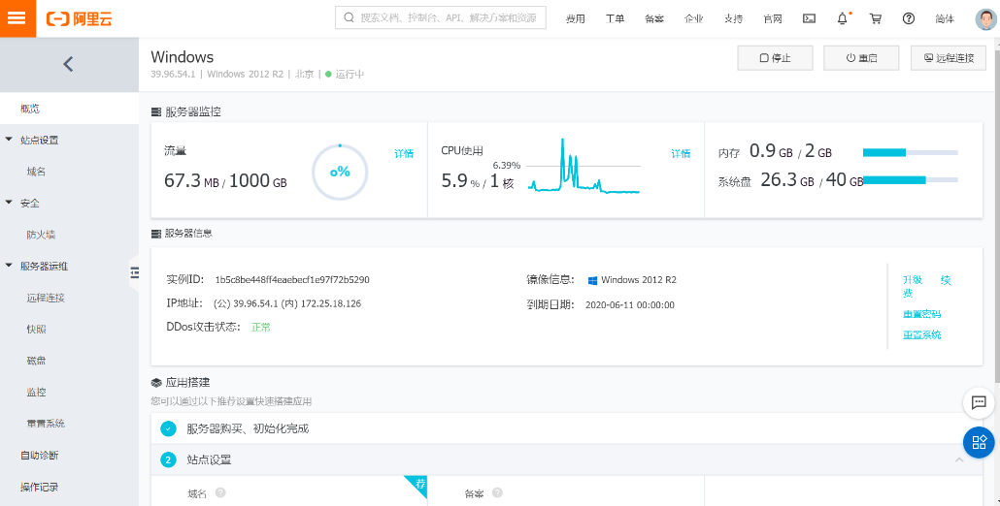 阿里云
搜索文档、控制台、API、解决方案和资源
费用 工单 备案 企业 支持 官网 简体
Windows
39.96.54.1 | Windows 2012 R2 | 北京 | 运行中
停止 重启 远程连接
概览
站点设置
域名
安全
防火墙
服务器运维
远程连接
快照
磁盘
监控
重置系统
自动诊断
操作记录
服务器监控
流量
详情
67.3 MB / 1000 GB
0%
CPU使用
详情
6.39%
5.9 % / 1 核
内存 0.9 GB / 2 GB
系统盘 26.3 GB / 40 GB
服务器信息
实例ID: 1b5c8be448ff4eaebecf1e97f72b5290
IP地址: (公) 39.96.54.1 (内) 172.25.18.126
DDos攻击状态: 正常
镜像信息: Windows 2012 R2
到期日期: 2020-06-11 00:00:00
升级 续
费
重置密码
重置系统
应用搭建
您可以通过以下推荐设置快速搭建应用
服务器购买、初始化完成
2 站点设置
域名 ?
荐
备案 ?